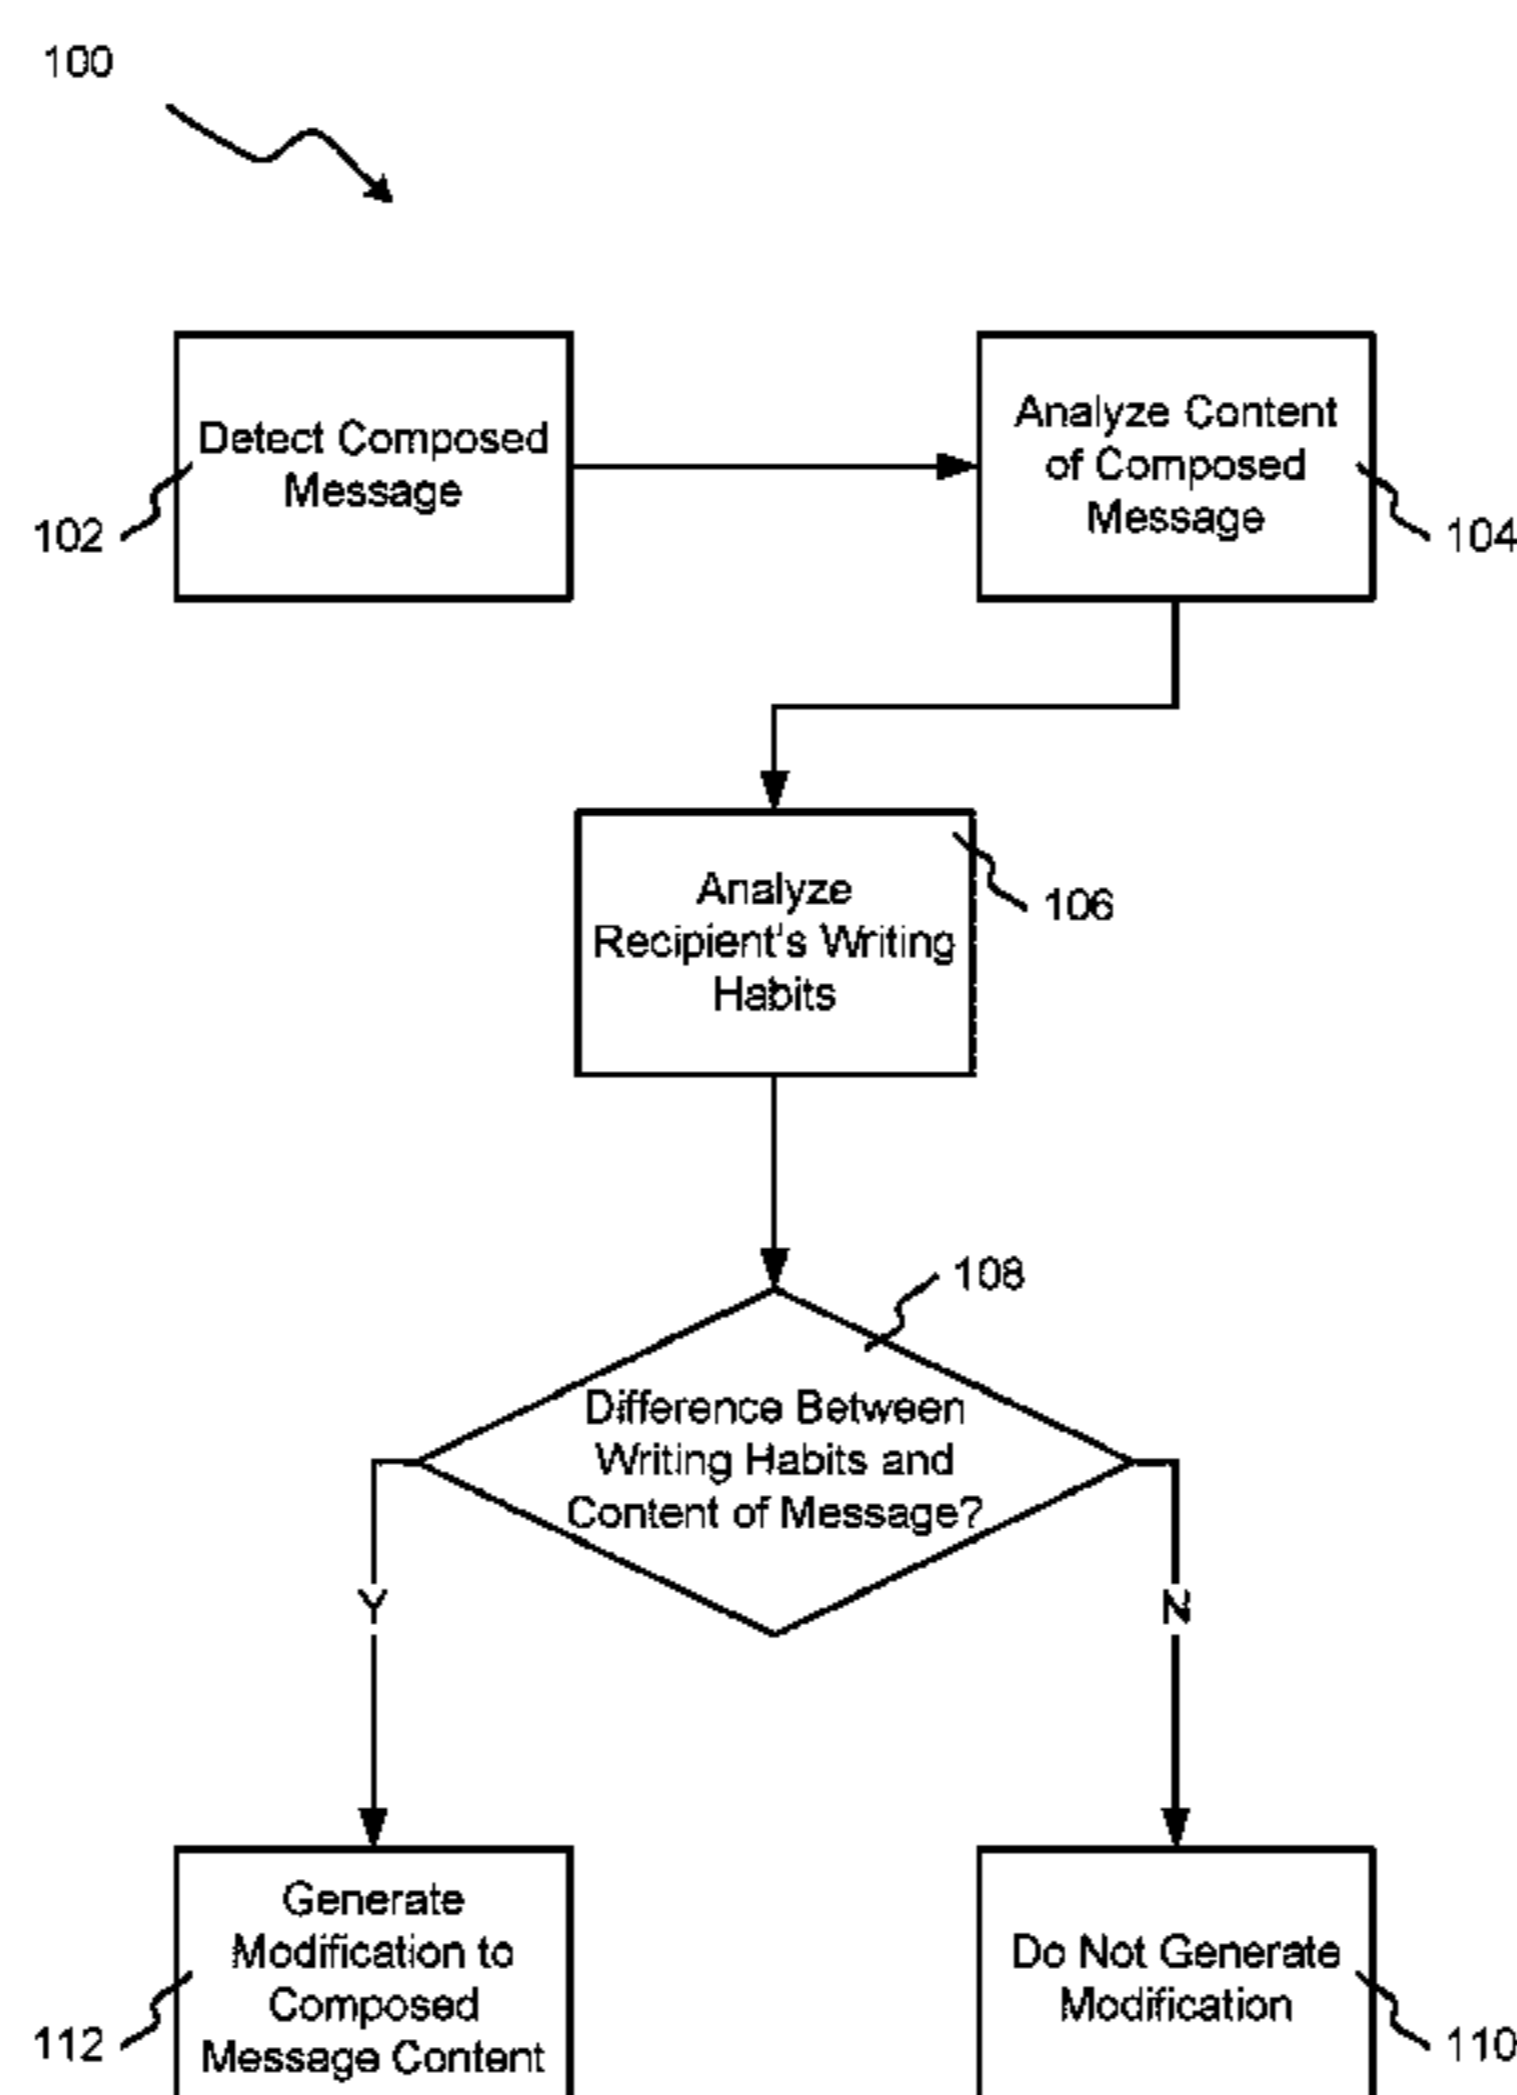 100
Detect Composed
Message
102
Analyze Content
of Composed
Message
104
Analyze
Recipient's Writing
Habits
106
108
Difference Between
Writing Habits and
Content of Message?
Y
N
Generate
Modification to
Composed
Message Content
112
Do Not Generate
Modification
110